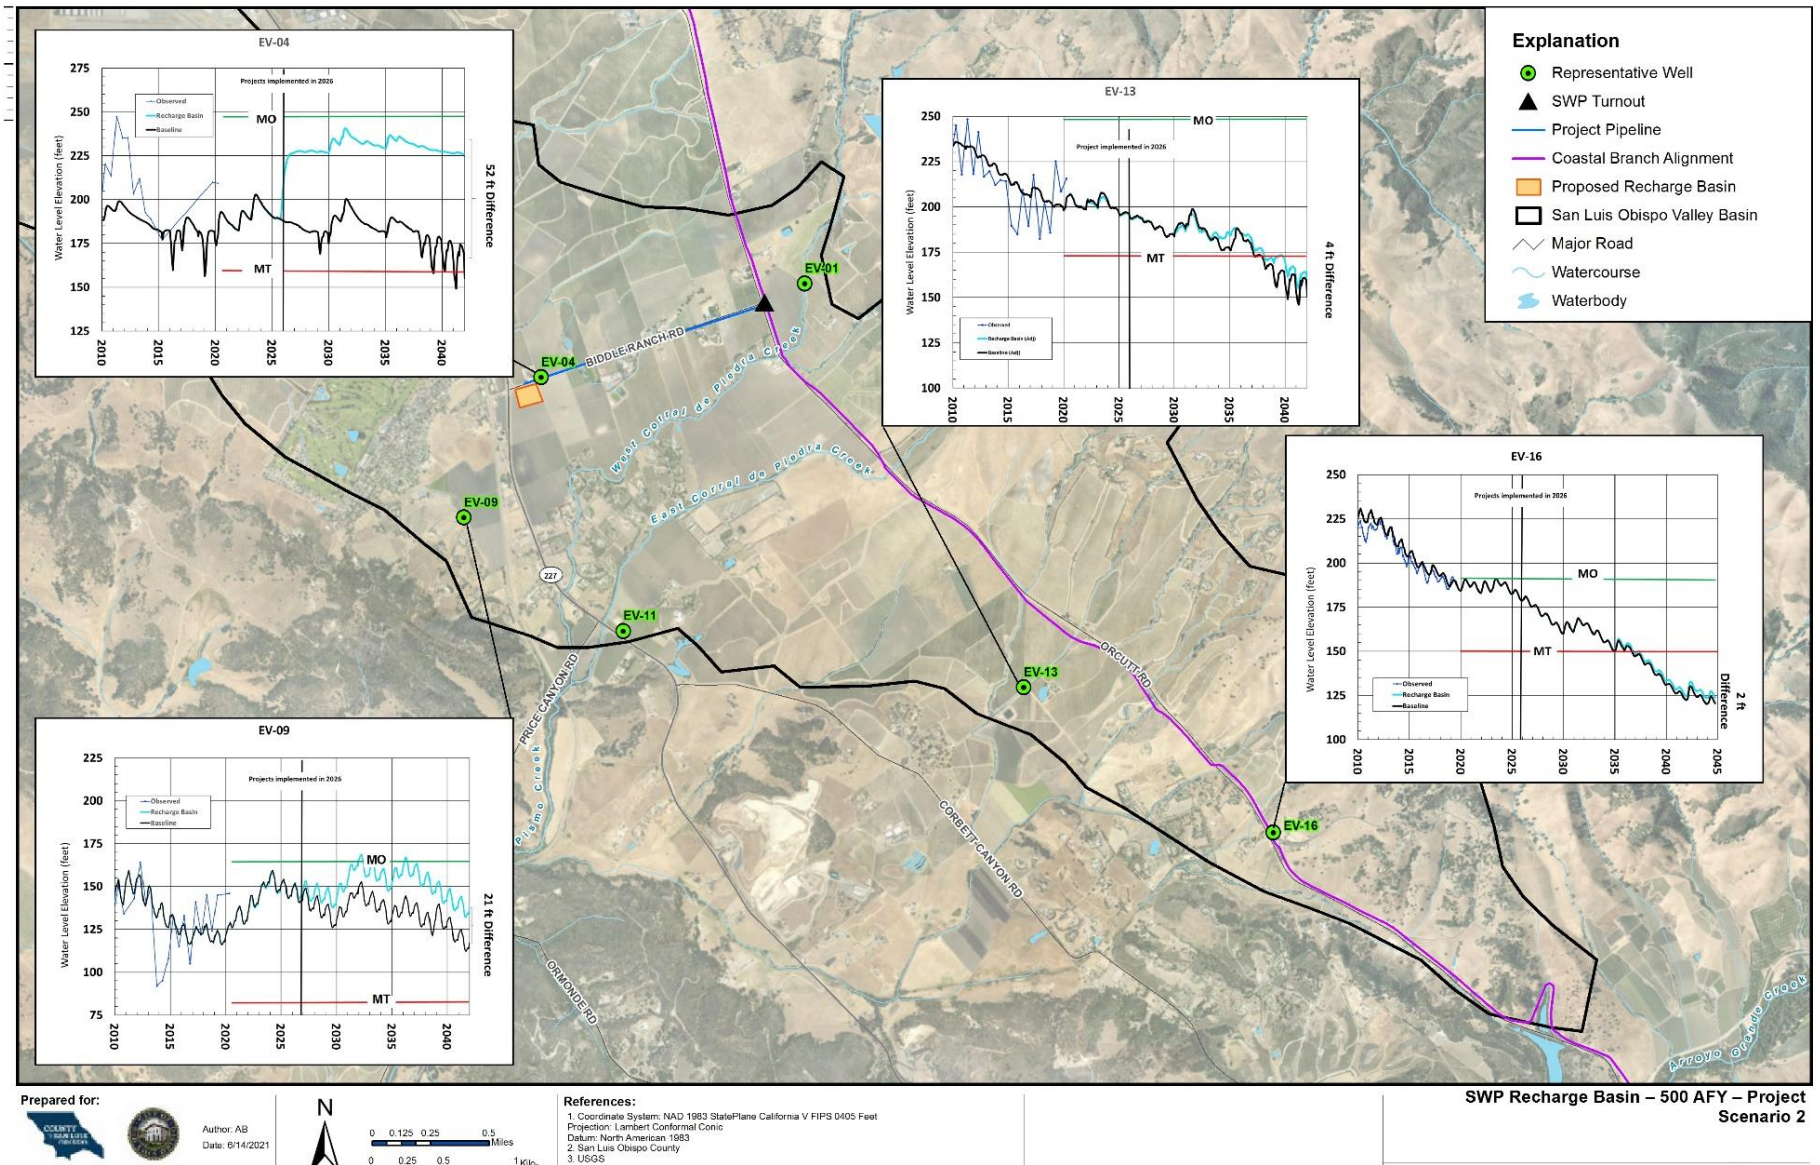 EV-04
275
250
225
200
175
150
125
Water Level Elevation (feet)
Projects implemented in 2026
Observed
Recharge Basin
Baseline
MO
MT
52 ft Difference
2010
2015
2020
2025
2030
2035
2040
EV-13
250
225
200
175
150
125
100
Water Level Elevation (feet)
Project implemented in 2026
MO
MT
Observed
Recharge Basin (Adj)
Baseline (Adj)
4 ft Difference
2010
2015
2020
2025
2030
2035
2040
Explanation
Representative Well
SWP Turnout
Project Pipeline
Coastal Branch Alignment
Proposed Recharge Basin
San Luis Obispo Valley Basin
Major Road
Watercourse
Waterbody
EV-01
BIDDLE RANCH RD
EV-04
West Corral de Piedra Creek
East Corral de Piedra Creek
EV-09
227
EV-11
EV-13
ORCUTT RD
PRICE CANYON RD
Pismo Creek
CORBETT CANYON RD
EV-16
ORMONDE RD
Arroyo Grande Creek
EV-16
250
225
200
175
150
125
100
Water Level Elevation (feet)
Projects implemented in 2026
MO
MT
Observed
Recharge Basin
Baseline
2 ft
Difference
2010
2015
2020
2025
2030
2035
2040
2045
EV-09
225
200
175
150
125
100
75
Water Level Elevation (feet)
Projects implemented in 2026
Observed
Recharge Basin
Baseline
MO
MT
21 ft Difference
2010
2015
2020
2025
2030
2035
2040
Prepared for:
COUNTY
Author: AB
Date: 6/14/2021
N
0 0.125 0.25 0.5
Miles
0 0.25 0.5 1
Kilo-
References:
1. Coordinate System: NAD 1983 StatePlane California V FIPS 0405 Feet
Projection: Lambert Conformal Conic
Datum: North American 1983
2. San Luis Obispo County
3. USGS
SWP Recharge Basin – 500 AFY – Project
Scenario 2